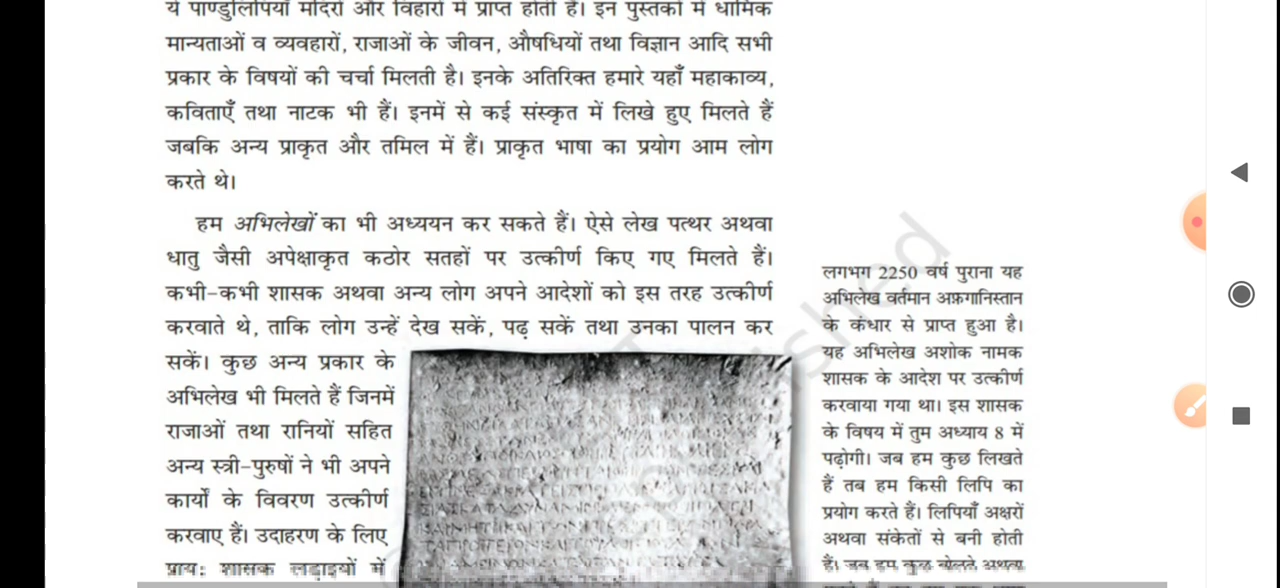 ये पाण्डुलिपियाँ मंदिरों और विहारों में प्राप्त होती हैं। इन पुस्तकों में धार्मिक
मान्यताओं व व्यवहारों, राजाओं के जीवन, औषधियों तथा विज्ञान आदि सभी
प्रकार के विषयों की चर्चा मिलती है। इनके अतिरिक्त हमारे यहाँ महाकाव्य,
कविताएँ तथा नाटक भी हैं। इनमें से कई संस्कृत में लिखे हुए मिलते हैं
जबकि अन्य प्राकृत और तमिल में हैं। प्राकृत भाषा का प्रयोग आम लोग
करते थे।
हम अभिलेखों का भी अध्ययन कर सकते हैं। ऐसे लेख पत्थर अथवा
धातु जैसी अपेक्षाकृत कठोर सतहों पर उत्कीर्ण किए गए मिलते हैं।
कभी-कभी शासक अथवा अन्य लोग अपने आदेशों को इस तरह उत्कीर्ण
करवाते थे, ताकि लोग उन्हें देख सकें, पढ़ सकें तथा उनका पालन कर
सकें। कुछ अन्य प्रकार के
अभिलेख भी मिलते हैं जिनमें
राजाओं तथा रानियों सहित
अन्य स्त्री-पुरुषों ने भी अपने
कार्यों के विवरण उत्कीर्ण
करवाए हैं। उदाहरण के लिए
प्राय: शासक लड़ाइयों में
लगभग 2250 वर्ष पुराना यह
अभिलेख वर्तमान अफ़गानिस्तान
के कंधार से प्राप्त हुआ है।
यह अभिलेख अशोक नामक
शासक के आदेश पर उत्कीर्ण
करवाया गया था। इस शासक
के विषय में तुम अध्याय 8 में
पढ़ोगी। जब हम कुछ लिखते
हैं तब हम किसी लिपि का
प्रयोग करते हैं। लिपियाँ अक्षरों
अथवा संकेतों से बनी होती
हैं। जब हम कुछ बोलते अथवा